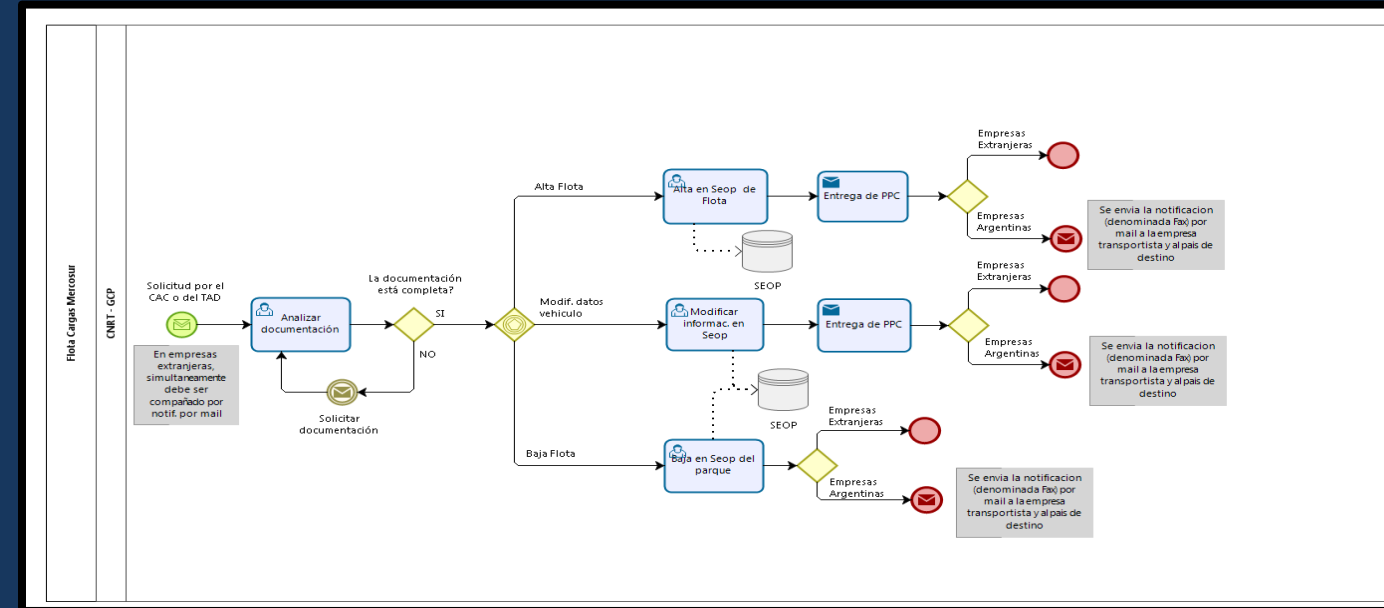 Flota Cargas Mercosur
CNRT - GCP
Solicitud por el
CAC o del TAD
En empresas
extranjeras,
simultaneamente
debe ser
compañado por
notif. por mail
Analizar
documentación
La documentación
está completa?
SI
NO
Solicitar
documentación
Alta Flota
Alta en Seop de
Flota
SEOP
Entrega de PPC
Empresas
Extranjeras
Empresas
Argentinas
Se envia la notificacion
(denominada Fax) por
mail a la empresa
transportista y al pais de
destino
Modif. datos
vehiculo
Modificar
informac. en
Seop
SEOP
Entrega de PPC
Empresas
Extranjeras
Empresas
Argentinas
Se envia la notificacion
(denominada Fax) por
mail a la empresa
transportista y al pais de
destino
Baja Flota
Baja en Seop del
parque
Empresas
Extranjeras
Empresas
Argentinas
Se envia la notificacion
(denominada Fax) por
mail a la empresa
transportista y al pais de
destino